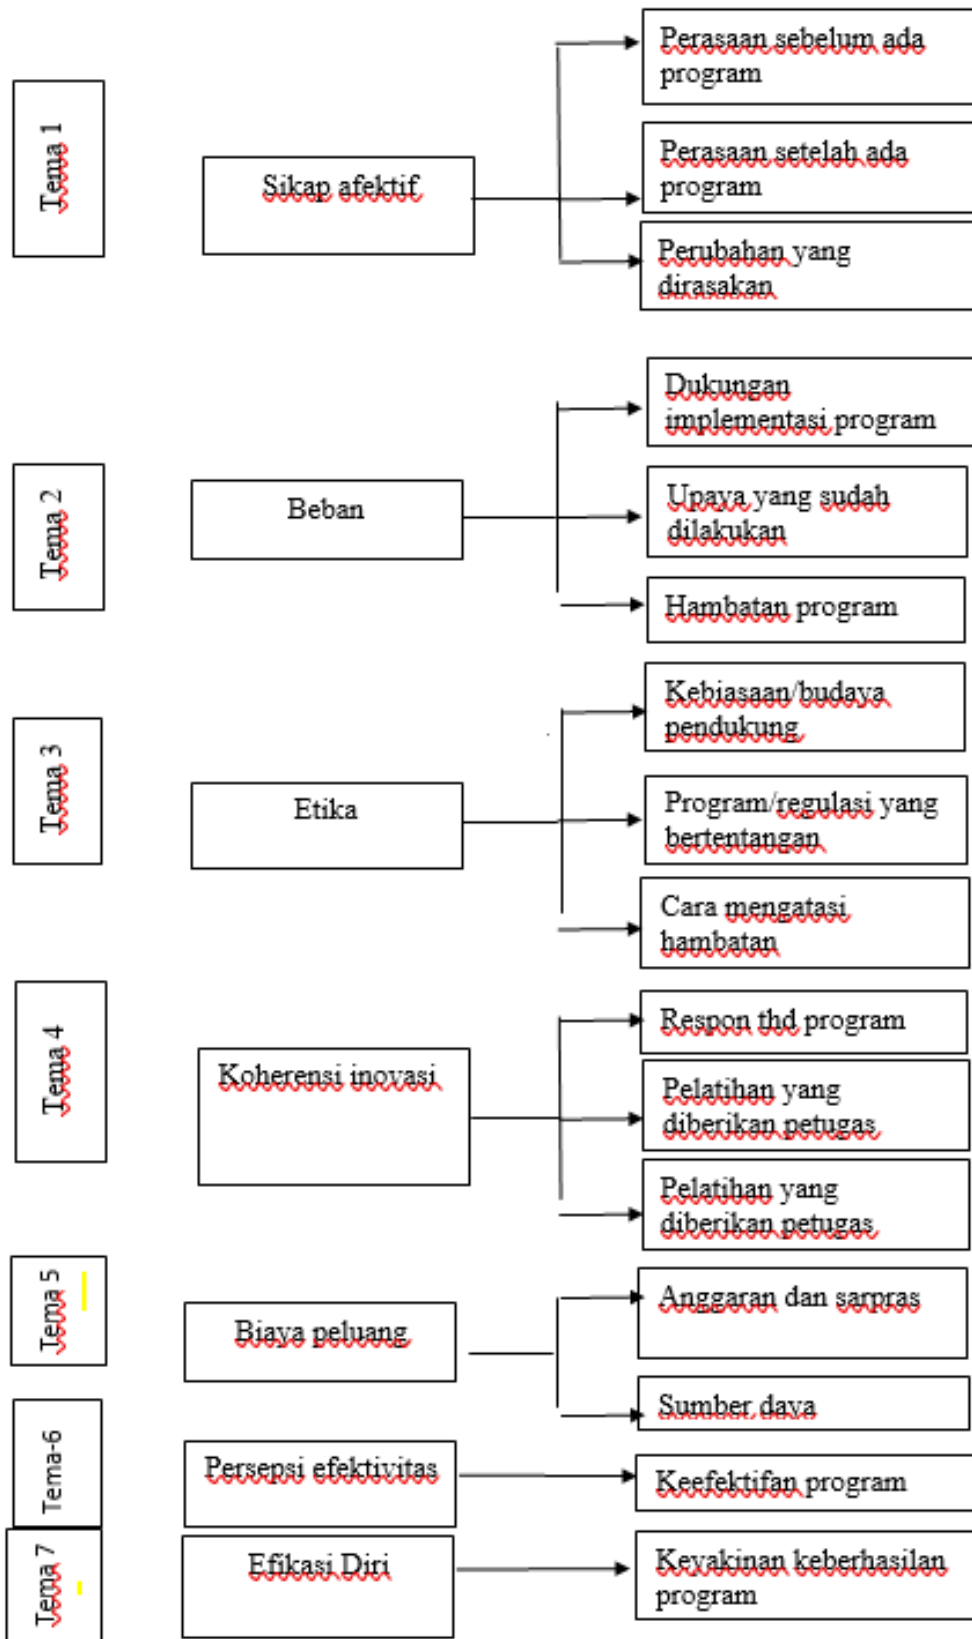 Tema 1
Sikap afektif
Perasaan sebelum ada
program
Perasaan setelah ada
program
Perubahan yang
dirasakan
Tema 2
Beban
Dukungan
implementasi program
Upaya yang sudah
dilakukan
Hambatan program
Tema 3
Etika
Kebiasaan/budaya
pendukung
Program/regulasi yang
bertentangan
Cara mengatasi
hambatan
Tema 4
Koherensi inovasi
Respon thd program
Pelatihan yang
diberikan petugas
Pelatihan yang
diberikan petugas
Tema 5
Biaya peluang
Anggaran dan sarpras
Sumber daya
Tema-6
Persepsi efektivitas
Keefektifan program
Tema 7
Efikasi Diri
Keyakinan keberhasilan
program